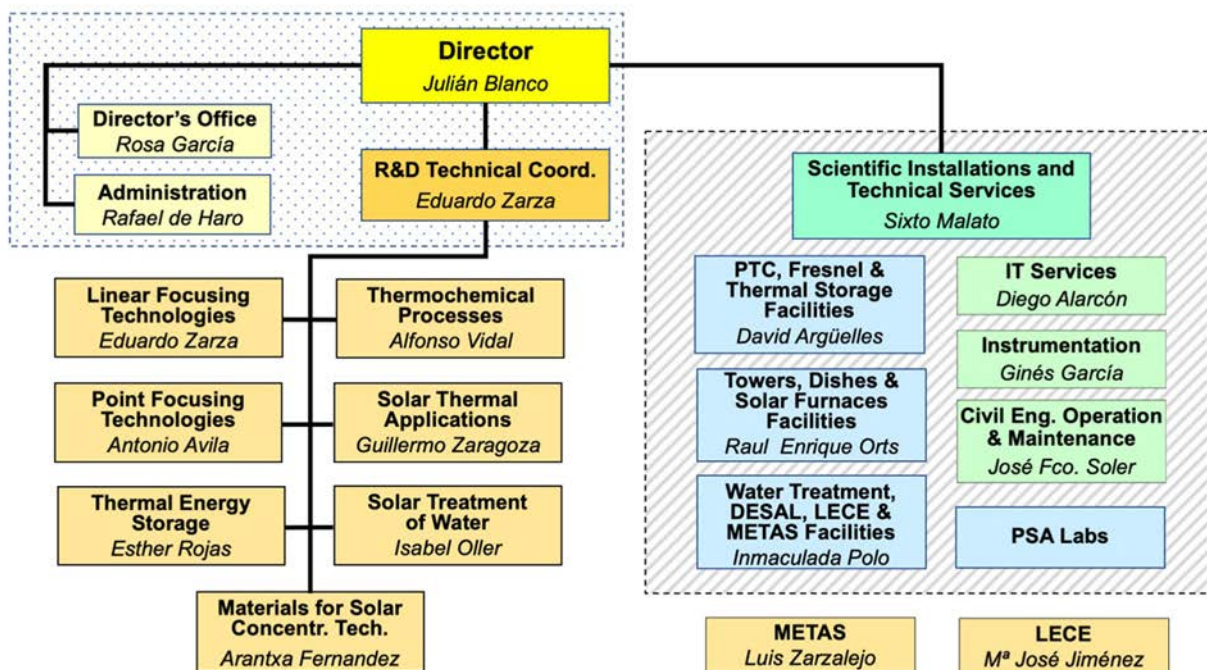 Director
Julián Blanco
Director's Office
Rosa García
Administration
Rafael de Haro
R&D Technical Coord.
Eduardo Zarza
Linear Focusing
Technologies
Eduardo Zarza
Thermochemical
Processes
Alfonso Vidal
Point Focusing
Technologies
Antonio Avila
Solar Thermal
Applications
Guillermo Zaragoza
Thermal Energy
Storage
Esther Rojas
Solar Treatment
of Water
Isabel Oller
Materials for Solar
Concentr. Tech.
Arantxa Fernandez
Scientific Installations and
Technical Services
Sixto Malato
PTC, Fresnel &
Thermal Storage
Facilities
David Argüelles
IT Services
Diego Alarcón
Instrumentation
Ginés García
Towers, Dishes &
Solar Furnaces
Facilities
Raul Enrique Orts
Civil Eng. Operation
& Maintenance
José Fco. Soler
Water Treatment,
DESAL, LECE &
METAS Facilities
Inmaculada Polo
PSA Labs
METAS
Luis Zarzalejo
LECE
Mª José Jiménez